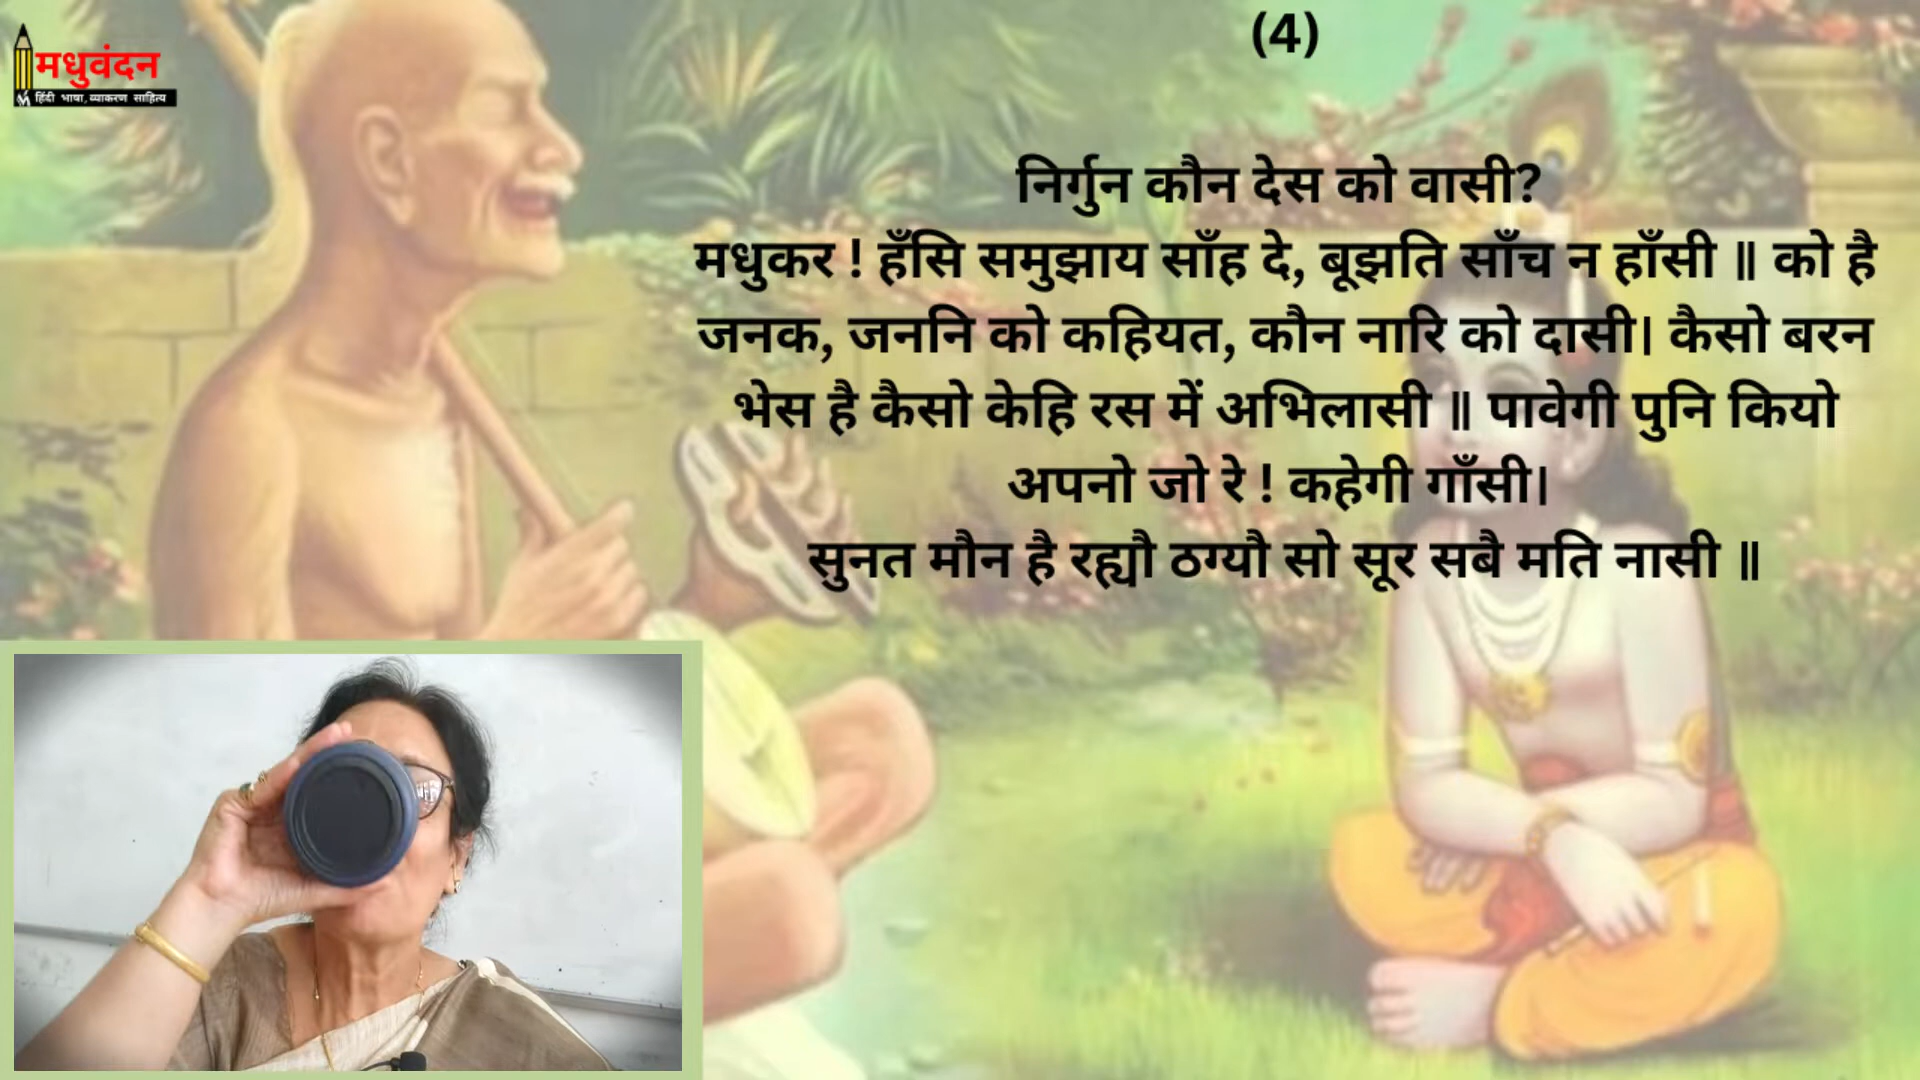 मधुवंदन
हिंदी भाषा, व्याकरण साहित्य
(4)
निर्गुन कौन देस को वासी?
मधुकर ! हँसि समुझाय साँह दे, बूझति साँच न हाँसी ॥ को है
जनक, जननि को कहियत, कौन नारि को दासी। कैसो बरन
भेस है कैसो केहि रस में अभिलासी ॥ पावेगी पुनि कियो
अपनो जो रे ! कहेगी गाँसी।
सुनत मौन है रह्यौ ठग्यौ सो सूर सबै मति नासी ॥